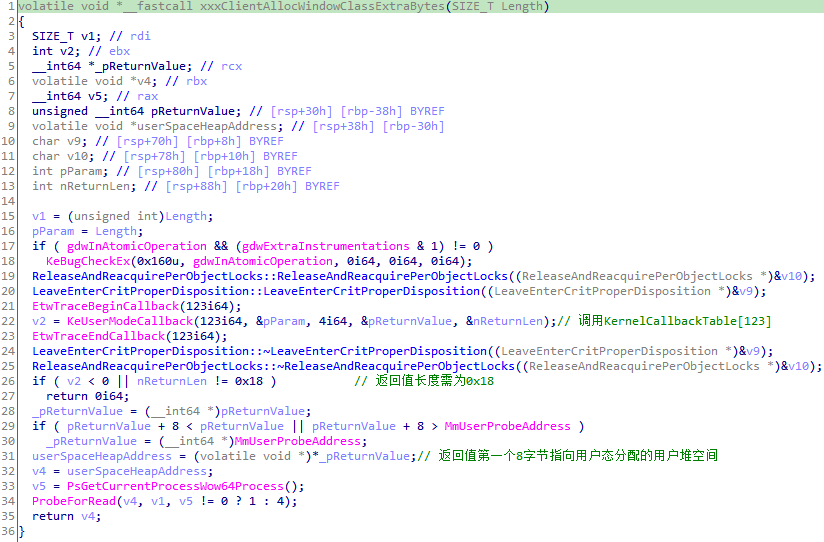 1 volatile void *__fastcall xxxClientAllocWindowClassExtraBytes(SIZE_T Length)
2 {
3 SIZE_T v1; // rdi
4 int v2; // ebx
5 __int64 *_pReturnValue; // rcx
6 volatile void *v4; // rbx
7 __int64 v5; // rax
8 unsigned __int64 pReturnValue; // [rsp+30h] [rbp-38h] BYREF
9 volatile void *userSpaceHeapAddress; // [rsp+38h] [rbp-30h]
10 char v9; // [rsp+70h] [rbp+8h] BYREF
11 char v10; // [rsp+78h] [rbp+10h] BYREF
12 int pParam; // [rsp+80h] [rbp+18h] BYREF
13 int nReturnLen; // [rsp+88h] [rbp+20h] BYREF
14
15 v1 = (unsigned int)Length;
16 pParam = Length;
17 if ( gdwInAtomicOperation && (gdwExtraInstrumentations & 1) != 0 )
18 KeBugCheckEx(0x160u, gdwInAtomicOperation, 0i64, 0i64, 0i64);
19 ReleaseAndReacquirePerObjectLocks::ReleaseAndReacquirePerObjectLocks((ReleaseAndReacquirePerObjectLocks *)&v10);
20 LeaveEnterCritProperDisposition::LeaveEnterCritProperDisposition((LeaveEnterCritProperDisposition *)&v9);
21 EtwTraceBeginCallback(123i64);
22 v2 = KeUserModeCallback(123i64, &pParam, 4i64, &pReturnValue, &nReturnLen);// 调用KernelCallbackTable[123]
23 EtwTraceEndCallback(123i64);
24 LeaveEnterCritProperDisposition::~LeaveEnterCritProperDisposition((LeaveEnterCritProperDisposition *)&v9);
25 ReleaseAndReacquirePerObjectLocks::~ReleaseAndReacquirePerObjectLocks((ReleaseAndReacquirePerObjectLocks *)&v10);
26 if ( v2 < 0 || nReturnLen != 0x18 ) // 返回值长度需为0x18
27 return 0i64;
28 _pReturnValue = (__int64 *)pReturnValue;
29 if ( pReturnValue + 8 < pReturnValue || pReturnValue + 8 > MmUserProbeAddress )
30 _pReturnValue = (__int64 *)MmUserProbeAddress;
31 userSpaceHeapAddress = (volatile void *)*_pReturnValue;// 返回值第一个8字节指向用户态分配的用户堆空间
32 v4 = userSpaceHeapAddress;
33 v5 = PsGetCurrentProcessWow64Process();
34 ProbeForRead(v4, v1, v5 != 0 ? 1 : 4);
35 return v4;
36 }